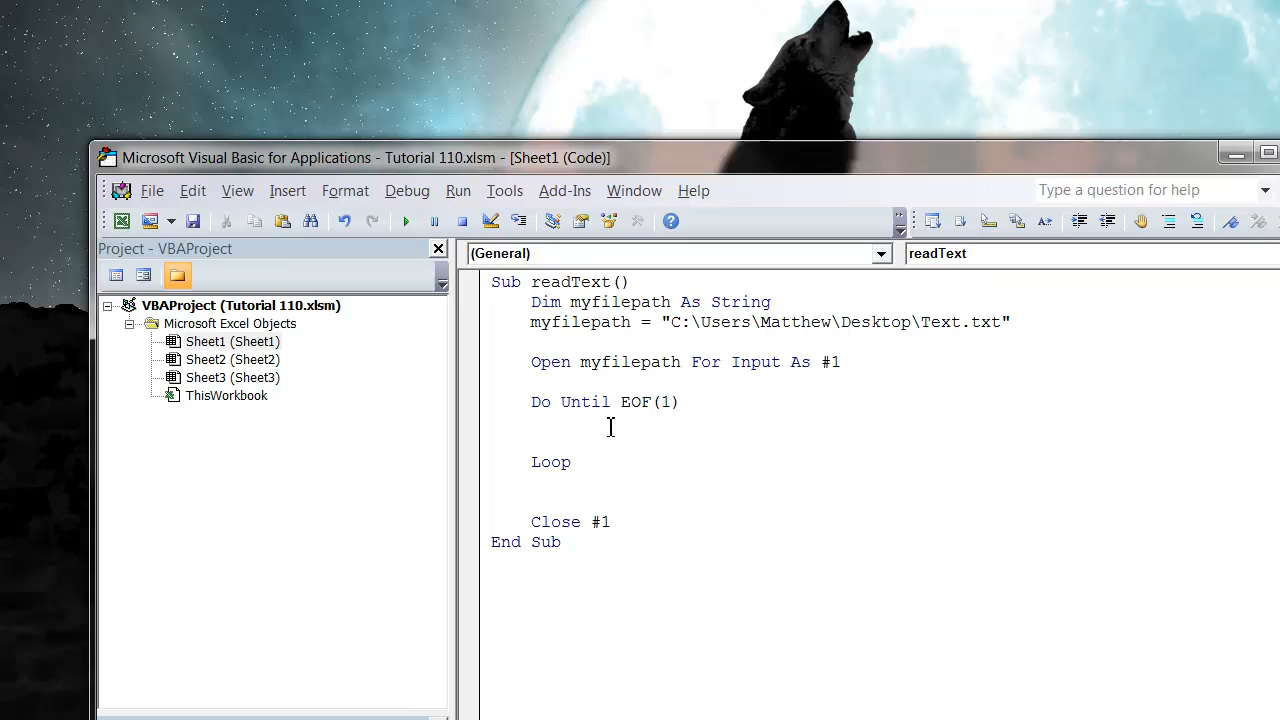 Microsoft Visual Basic for Applications - Tutorial 110.xlsm - [Sheet1 (Code)]
File Edit View Insert Format Debug Run Tools Add-Ins Window Help Type a question for help
Project - VBAProject
(General) readText
VBAProject (Tutorial 110.xlsm)
Microsoft Excel Objects
Sheet1 (Sheet1)
Sheet2 (Sheet2)
Sheet3 (Sheet3)
ThisWorkbook
Sub readText()
Dim myfilepath As String
myfilepath = "C:\Users\Matthew\Desktop\Text.txt"
Open myfilepath For Input As #1
Do Until EOF(1)
Loop
Close #1
End Sub